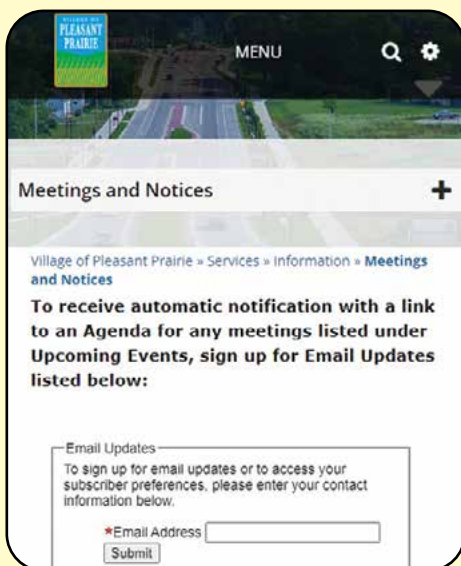 VILLAGE OF
PLEASANT
PRAIRIE
MENU
Meetings and Notices
Village of Pleasant Prairie » Services » Information » Meetings
and Notices
To receive automatic notification with a link
to an Agenda for any meetings listed under
Upcoming Events, sign up for Email Updates
listed below:
Email Updates
To sign up for email updates or to access your
subscriber preferences, please enter your contact
information below.
*Email Address
Submit